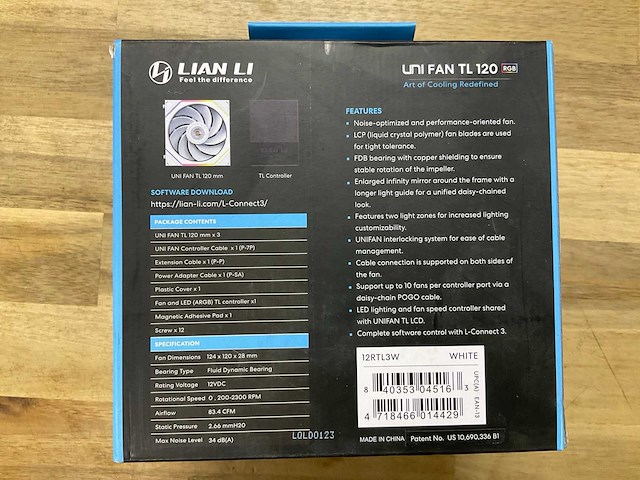 LIAN LI
Feel the difference
UNI FAN TL 120 RGB
Art of Cooling Redefined
UNI FAN TL 120 mm
TL Controller
SOFTWARE DOWNLOAD
https://lian-li.com/L-Connect3/
PACKAGE CONTENTS
UNI FAN TL 120 mm x 3
UNI FAN Controller Cable x 1 (P-7P)
Extension Cable x 1 (P-P)
Power Adapter Cable x 1 (P-SA)
Plastic Cover x 1
Fan and LED (ARGB) TL controller x1
Magnetic Adhesive Pad x 1
Screw x 12
SPECIFICATION
Fan Dimensions 124 x 120 x 28 mm
Bearing Type Fluid Dynamic Bearing
Rating Voltage 12VDC
Rotational Speed 0 , 200-2300 RPM
Airflow 83.4 CFM
Static Pressure 2.66 mmH20
Max Noise Level 34 dB(A)
LQLD0123
FEATURES
• Noise-optimized and performance-oriented fan.
• LCP (liquid crystal polymer) fan blades are used
for tight tolerance.
• FDB bearing with copper shielding to ensure
stable rotation of the impeller.
• Enlarged infinity mirror around the frame with a
longer light guide for a unified daisy-chained
look.
• Features two light zones for increased lighting
customizability.
• UNIFAN interlocking system for ease of cable
management.
• Cable connection is supported on both sides of
the fan.
• Support up to 10 fans per controller port via a
daisy-chain POGO cable.
• LED lighting and fan speed controller shared
with UNIFAN TL LCD.
• Complete software control with L-Connect 3.
12RTL3W WHITE
8 40353 04516 3
UPC(A)
4 718466 014429
EAN-13
MADE IN CHINA Patent No. US 10,690,336 B1